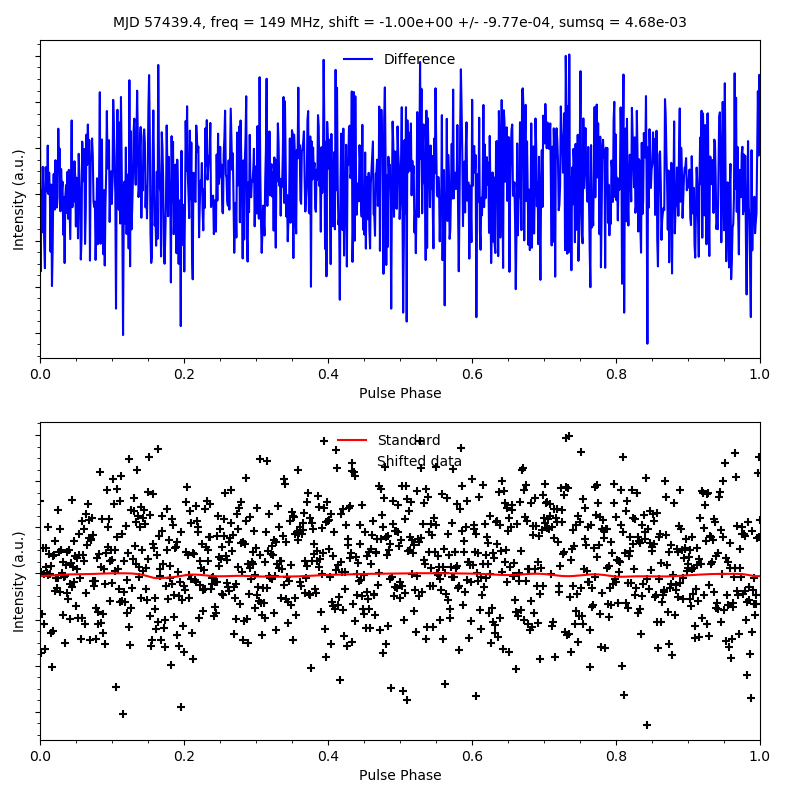 MJD 57439.4, freq = 149 MHz, shift = -1.00e+00 +/- -9.77e-04, sumsq = 4.68e-03
Difference
Intensity (a.u.)
0.0 0.2 0.4 0.6 0.8 1.0
Pulse Phase
Standard
Shifted data
Intensity (a.u.)
0.0 0.2 0.4 0.6 0.8 1.0
Pulse Phase